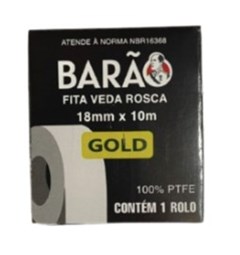 ATENDE À NORMA NBR16368
BARÃO
FITA VEDA ROSCA
18mm x 10m
GOLD
100% PTFE
CONTÉM 1 ROLO